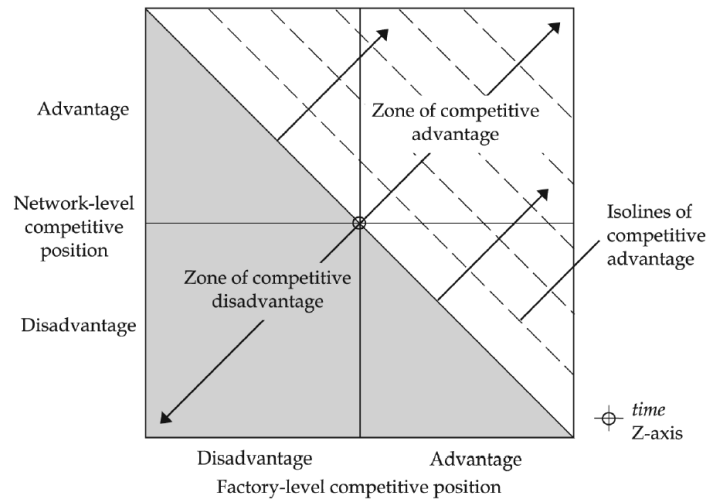 Advantage
Zone of competitive
advantage
Network-level
competitive
position
Isolines of
competitive
advantage
Zone of competitive
disadvantage
Disadvantage
time
Z-axis
Disadvantage
Advantage
Factory-level competitive position